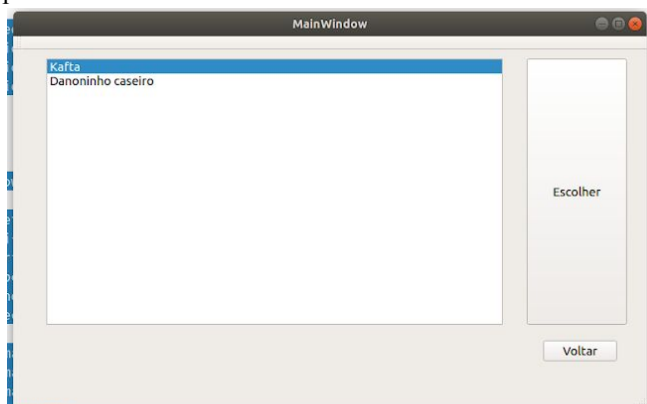 MainWindow
Kafta
Danoninho caseiro
Escolher
Voltar